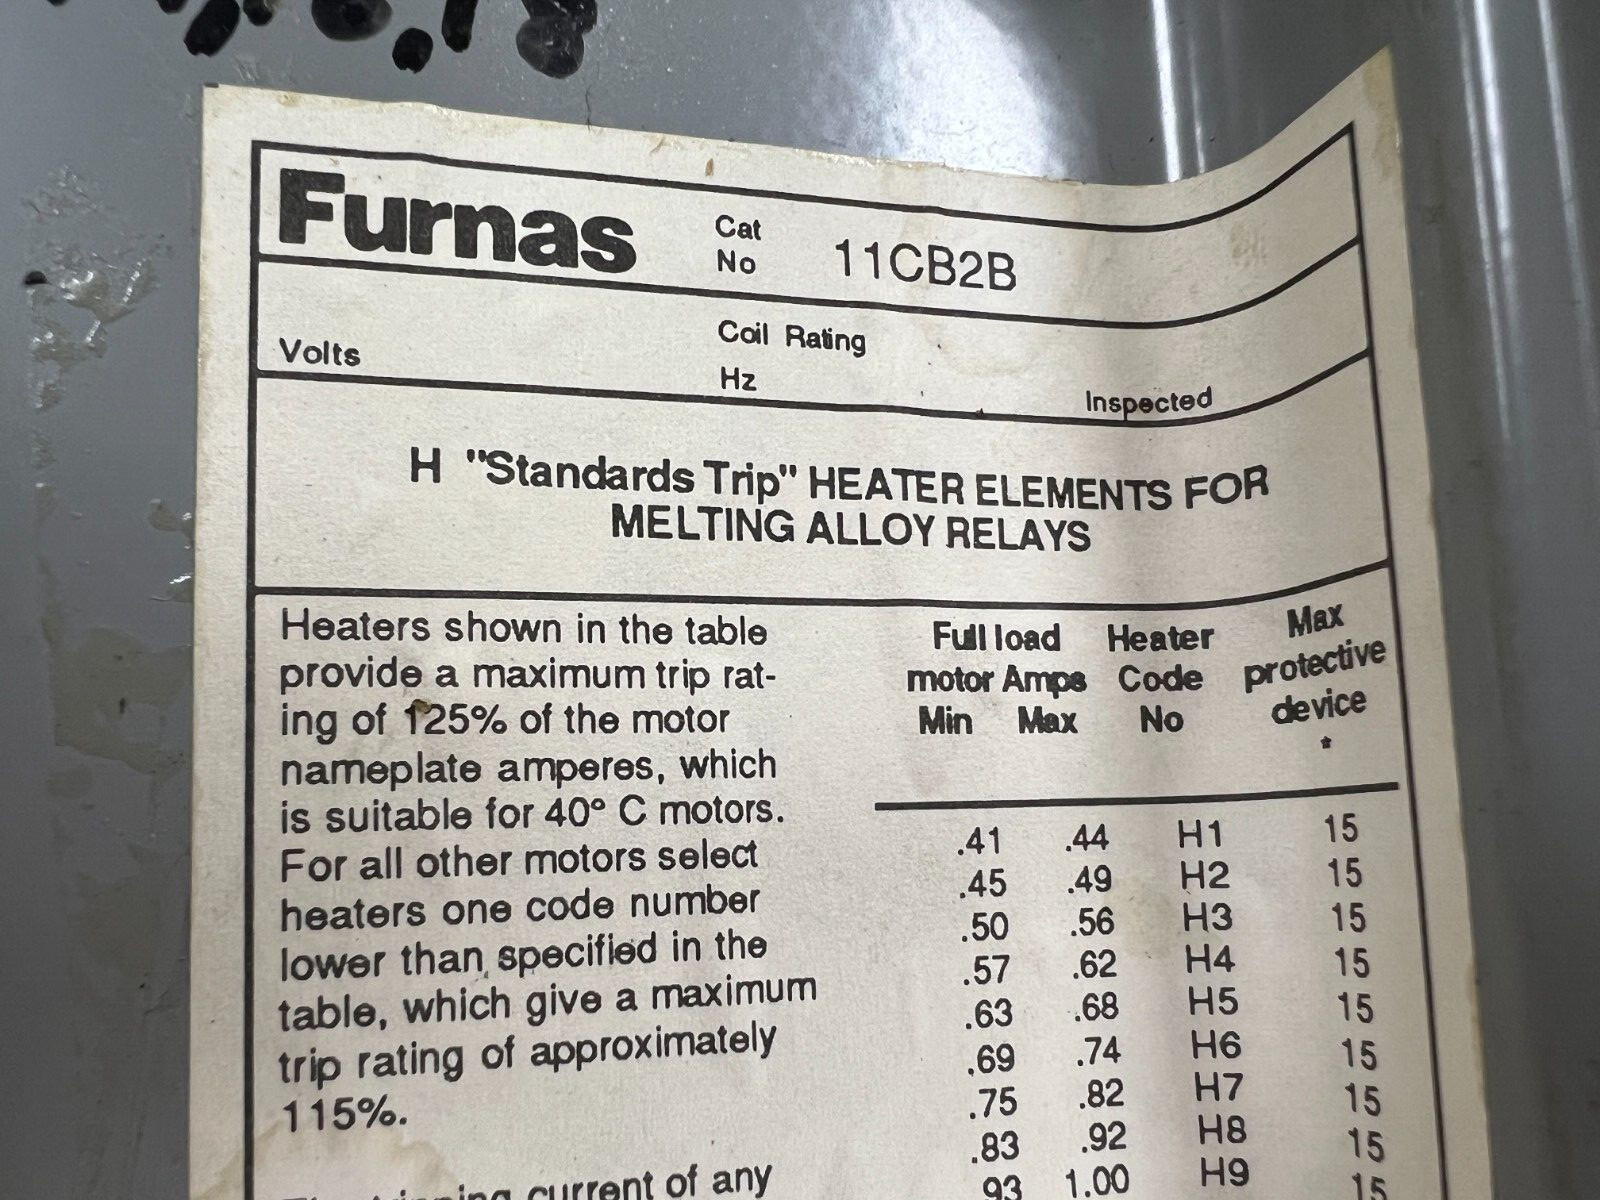 Furnas Cat No 11CB2B
Volts Coil Rating Hz Inspected
H "Standards Trip" HEATER ELEMENTS FOR
MELTING ALLOY RELAYS
Heaters shown in the table
provide a maximum trip rat-
ing of 125% of the motor
nameplate amperes, which
is suitable for 40° C motors.
For all other motors select
heaters one code number
lower than specified in the
table, which give a maximum
trip rating of approximately
115%.
current of any
Full load motor Amps Min Max Heater Code No Max protective device *
.41 .44 H1 15
.45 .49 H2 15
.50 .56 H3 15
.57 .62 H4 15
.63 .68 H5 15
.69 .74 H6 15
.75 .82 H7 15
.83 .92 H8 15
.93 1.00 H9 15